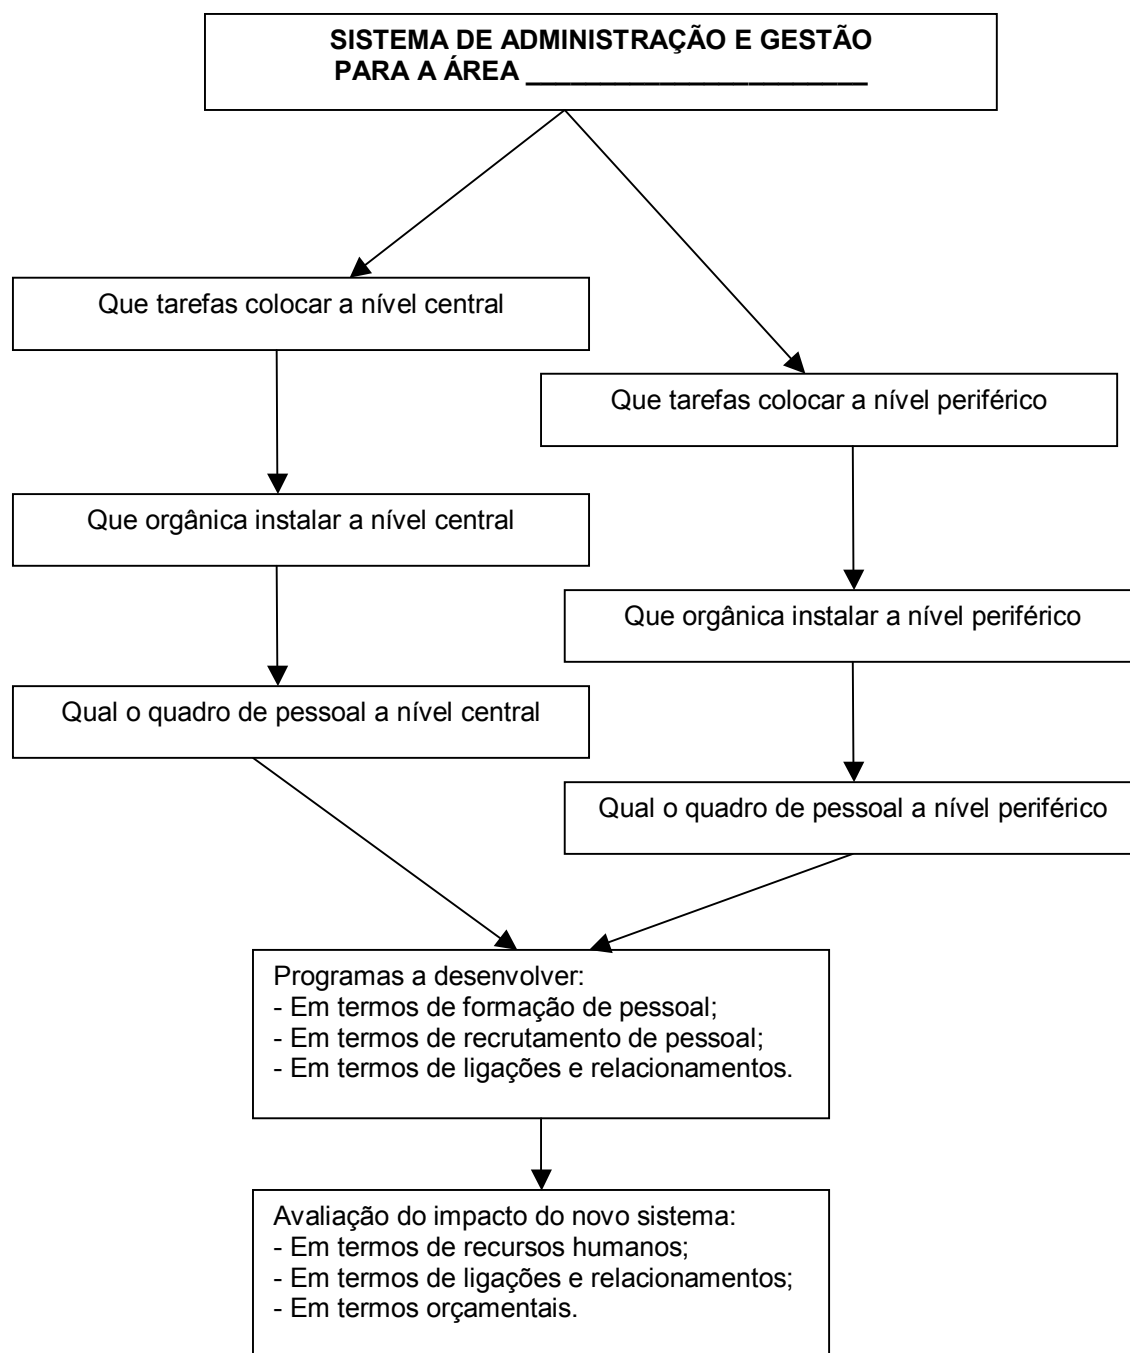 SISTEMA DE ADMINISTRAÇÃO E GESTÃO
PARA A ÁREA _______________________
Que tarefas colocar a nível central
Que tarefas colocar a nível periférico
Que orgânica instalar a nível central
Que orgânica instalar a nível periférico
Qual o quadro de pessoal a nível central
Qual o quadro de pessoal a nível periférico
Programas a desenvolver:
- Em termos de formação de pessoal;
- Em termos de recrutamento de pessoal;
- Em termos de ligações e relacionamentos.
Avaliação do impacto do novo sistema:
- Em termos de recursos humanos;
- Em termos de ligações e relacionamentos;
- Em termos orçamentais.